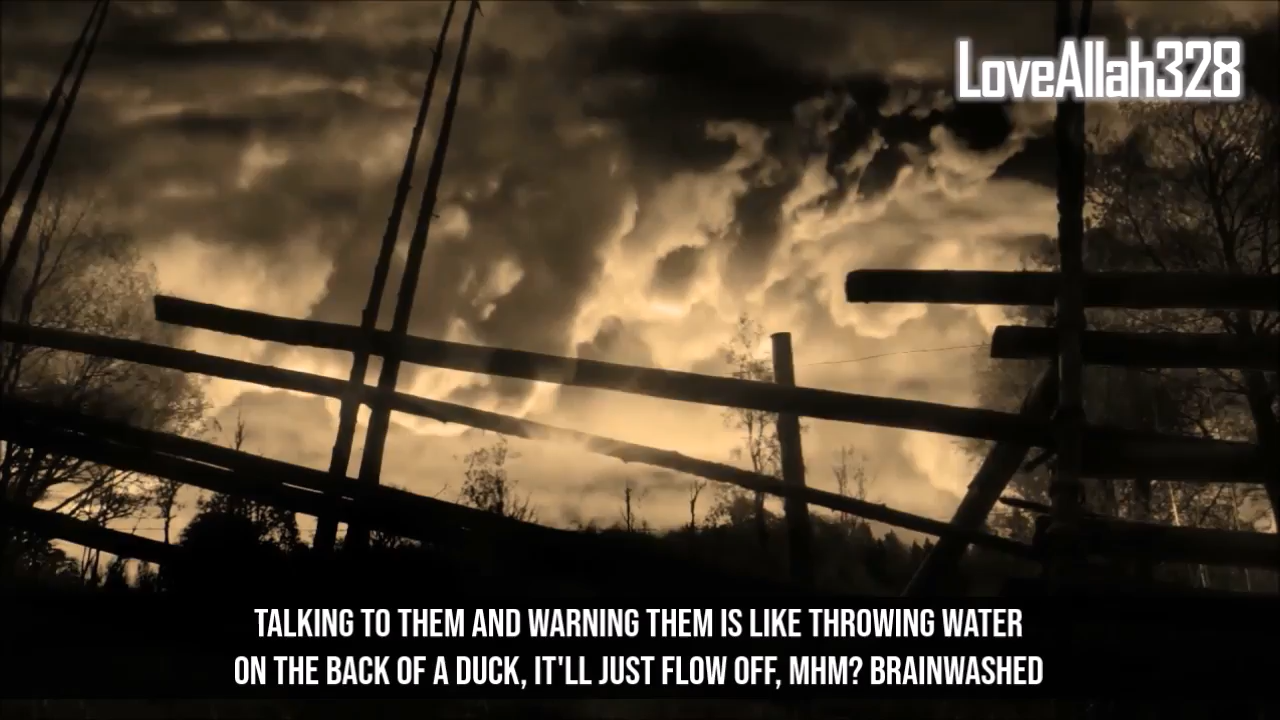 LoveAllah328
TALKING TO THEM AND WARNING THEM IS LIKE THROWING WATER
ON THE BACK OF A DUCK, IT'LL JUST FLOW OFF, MHM? BRAINWASHED